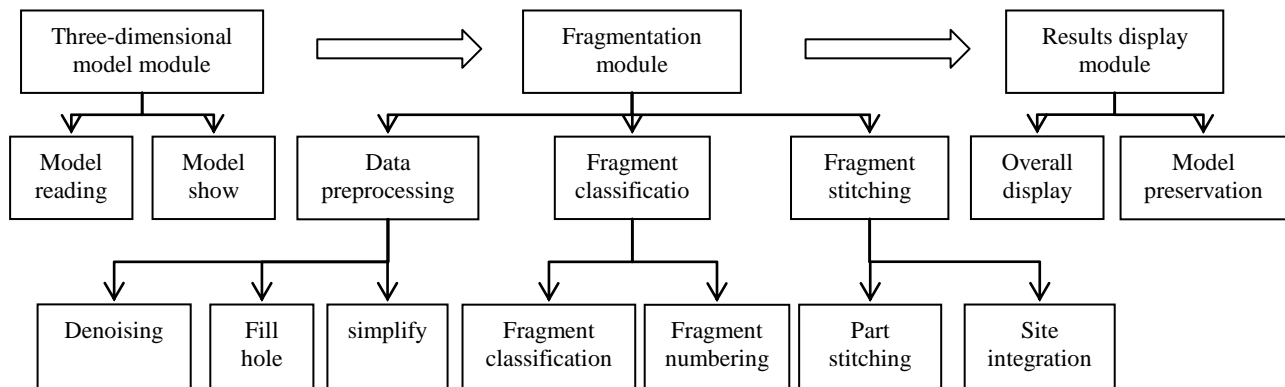 Three-dimensional
model module
Fragmentation
module
Results display
module
Model
reading
Model
show
Data
preprocessing
Fragment
classificatio
Fragment
stitching
Overall
display
Model
preservation
Denoising
Fill
hole
simplify
Fragment
classification
Fragment
numbering
Part
stitching
Site
integration